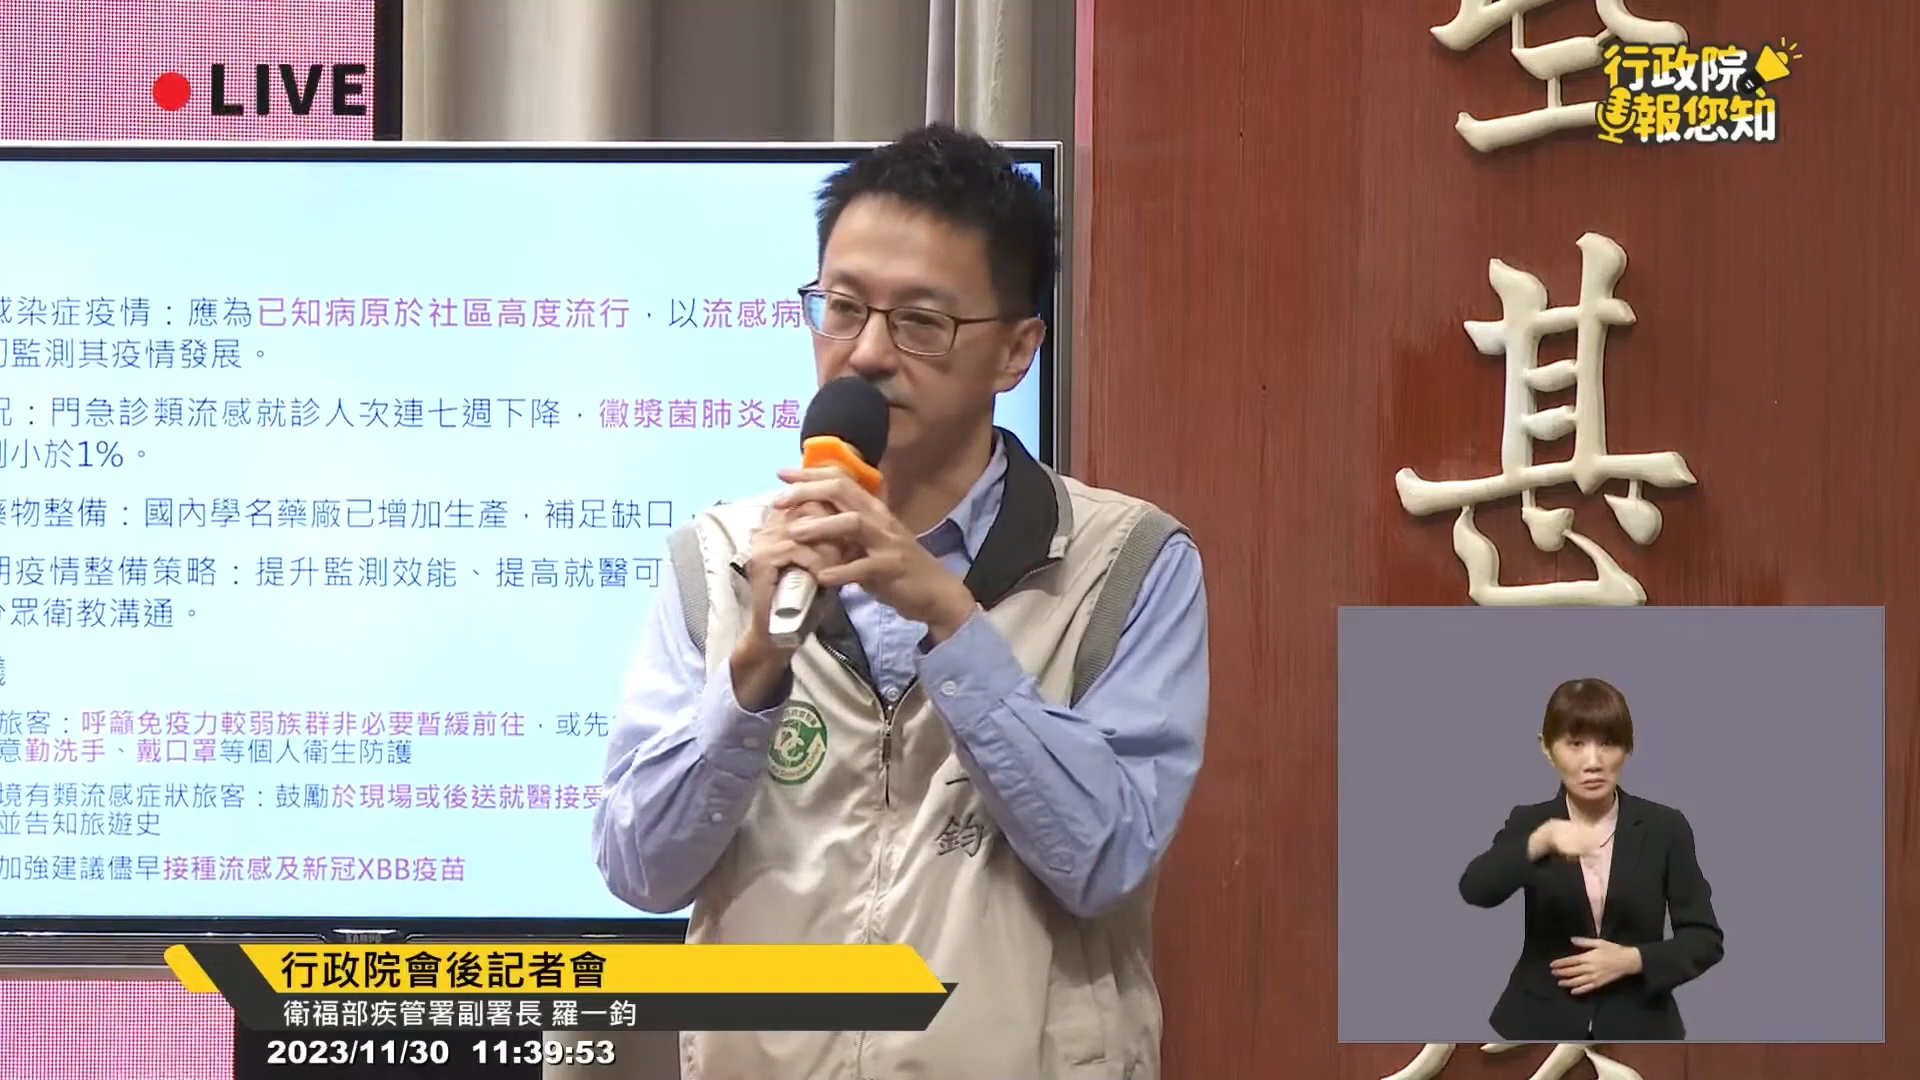 LIVE
行政院
報您知
感染症疫情：應為已知病原於社區高度流行，以流感病
監測其疫情發展。
況：門急診類流感就診人次連七週下降，黴漿菌肺炎處
小於1%。
藥物整備：國內學名藥廠已增加生產，補足缺口，
期疫情整備策略：提升監測效能、提高就醫可
分眾衛教溝通。
旅客：呼籲免疫力較弱族群非必要暫緩前往，或先
意勤洗手、戴口罩等個人衛生防護
境有類流感症狀旅客：鼓勵於現場或後送就醫接受
並告知旅遊史
加強建議儘早接種流感及新冠XBB疫苗
SAMPO
其
一鈞
行政院會後記者會
衛福部疾管署副署長 羅一鈞
2023/11/30 11:39:53